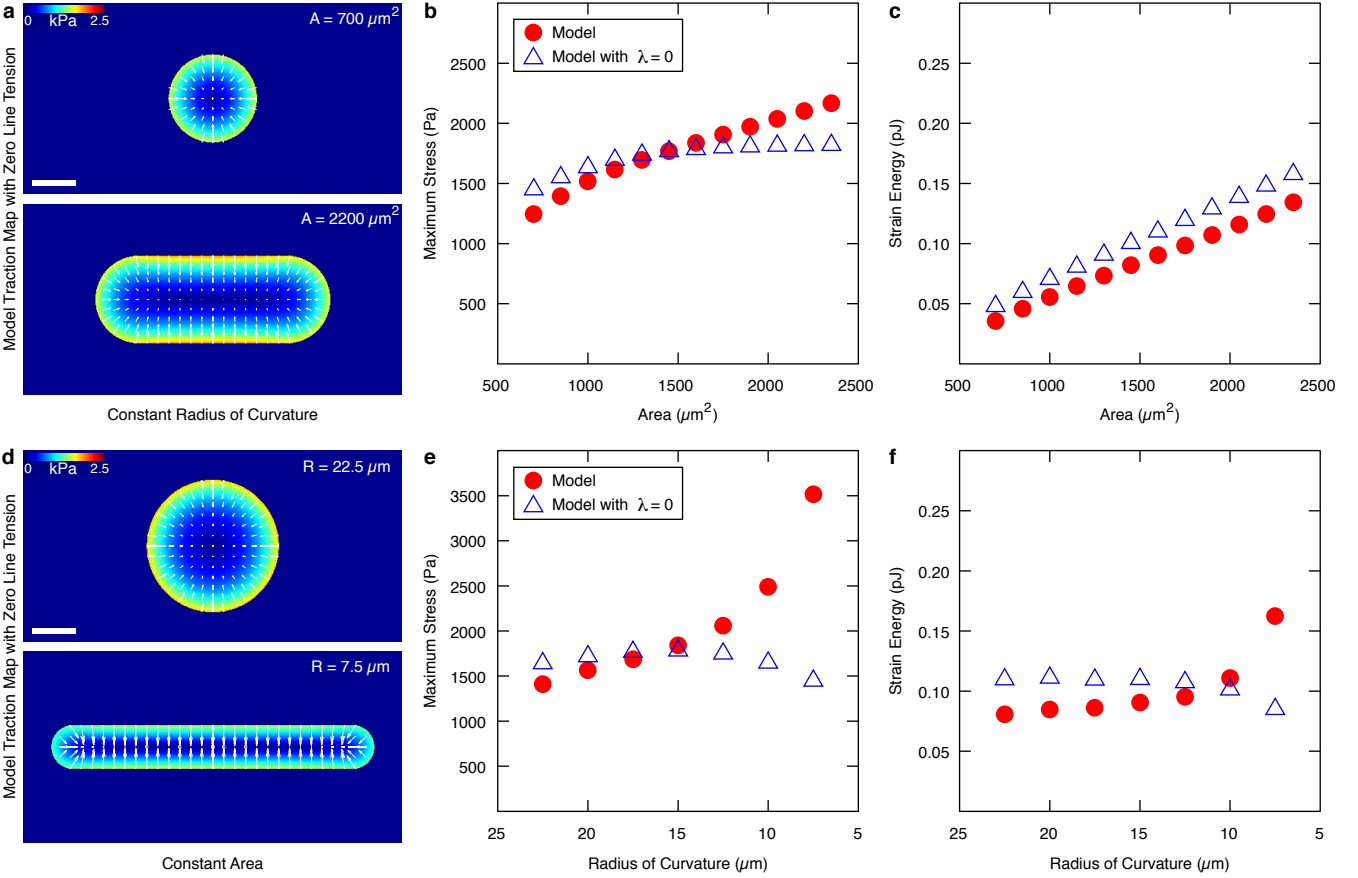 a
0 2.5
kPa
A = 700 µm2
Model Traction Map with Zero Line Tension
A = 2200 µm2
Constant Radius of Curvature
b
Model
Model with λ = 0
Maximum Stress (Pa)
2500
2000
1500
1000
500
500 1000 1500 2000 2500
Area (µm2)
c
Strain Energy (pJ)
0.25
0.20
0.15
0.10
0.05
500 1000 1500 2000 2500
Area (µm2)
d
0 2.5
kPa
R = 22.5 µm
Model Traction Map with Zero Line Tension
R = 7.5 µm
Constant Area
e
Model
Model with λ = 0
Maximum Stress (Pa)
3500
3000
2500
2000
1500
1000
500
25 20 15 10 5
Radius of Curvature (µm)
f
Strain Energy (pJ)
0.25
0.20
0.15
0.10
0.05
25 20 15 10 5
Radius of Curvature (µm)